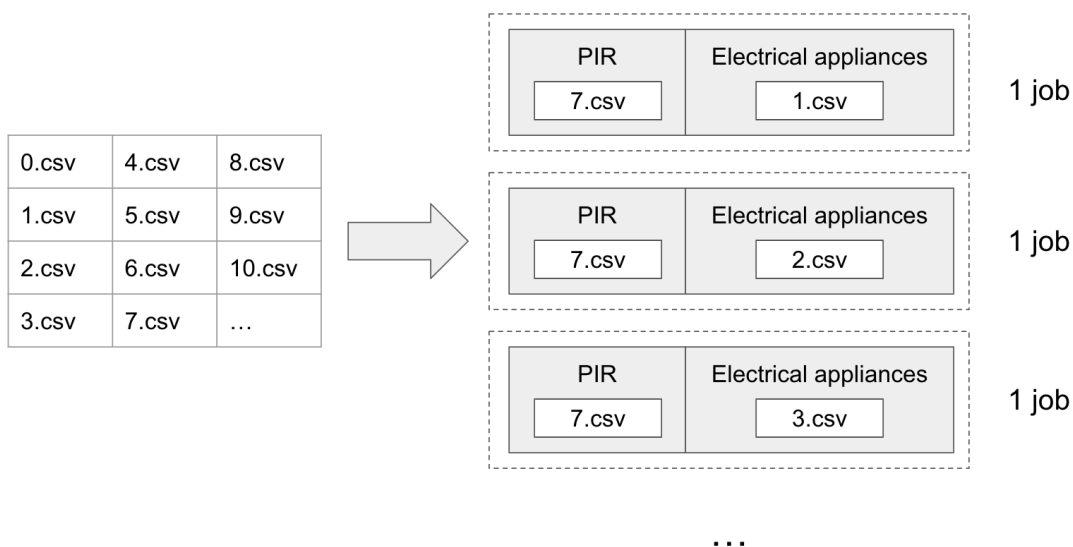 0.csv 4.csv 8.csv
1.csv 5.csv 9.csv
2.csv 6.csv 10.csv
3.csv 7.csv …
PIR Electrical appliances
7.csv 1.csv
1 job
PIR Electrical appliances
7.csv 2.csv
1 job
PIR Electrical appliances
7.csv 3.csv
1 job
…